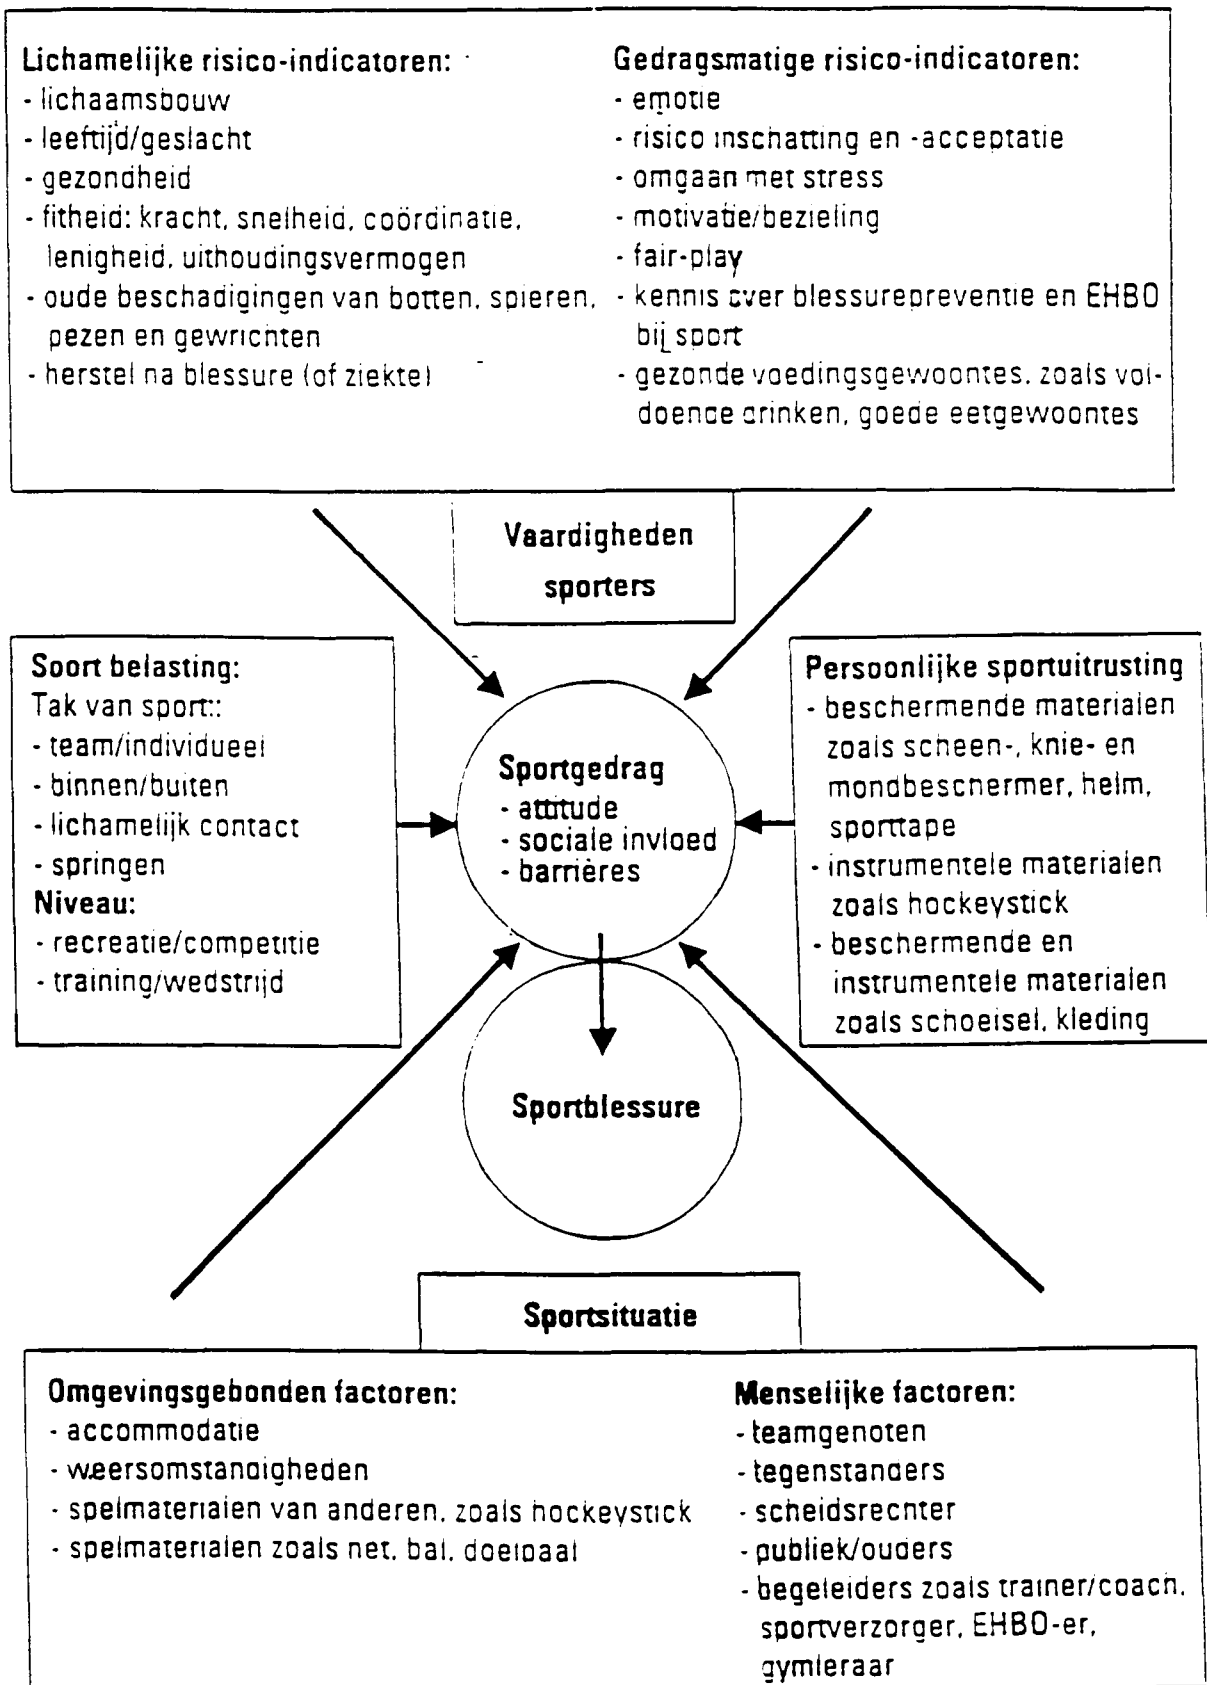 Lichamelijke risico-indicatoren:
- lichaamsbouw
- leeftijd/geslacht
- gezondheid
- fitheid: kracht, snelheid, coördinatie,
lenigheid, uithoudingsvermogen
- oude beschadigingen van botten, spieren,
pezen en gewrichten
- herstel na blessure (of ziekte)
Gedragsmatige risico-indicatoren:
- emotie
- risico inschatting en -acceptatie
- omgaan met stress
- motivatie/bezieling
- fair-play
- kennis over blessurepreventie en EHBO
bij sport
- gezonde voedingsgewoontes, zoals vol-
doende drinken, goede eetgewoontes
Vaardigheden
sporters
Soort belasting:
Tak van sport::
- team/individueel
- binnen/buiten
- lichamelijk contact
- springen
Niveau:
- recreatie/competitie
- training/wedstrijd
Sportgedrag
- attitude
- sociale invloed
- barrières
Persoonlijke sportuitrusting
- beschermende materialen
zoals scheen-, knie- en
mondbeschermer, helm,
sporttape
- instrumentele materialen
zoals hockeystick
- beschermende en
instrumentele materialen
zoals schoeisel, kleding
Sportblessure
Sportsituatie
Omgevingsgebonden factoren:
- accommodatie
- weersomstandigheden
- spelmaterialen van anderen, zoals hockeystick
- spelmaterialen zoals net, bal, doelpaal
Menselijke factoren:
- teamgenoten
- tegenstanders
- scheidsrechter
- publiek/ouders
- begeleiders zoals trainer/coach,
sportverzorger, EHBO-er,
gymleraar